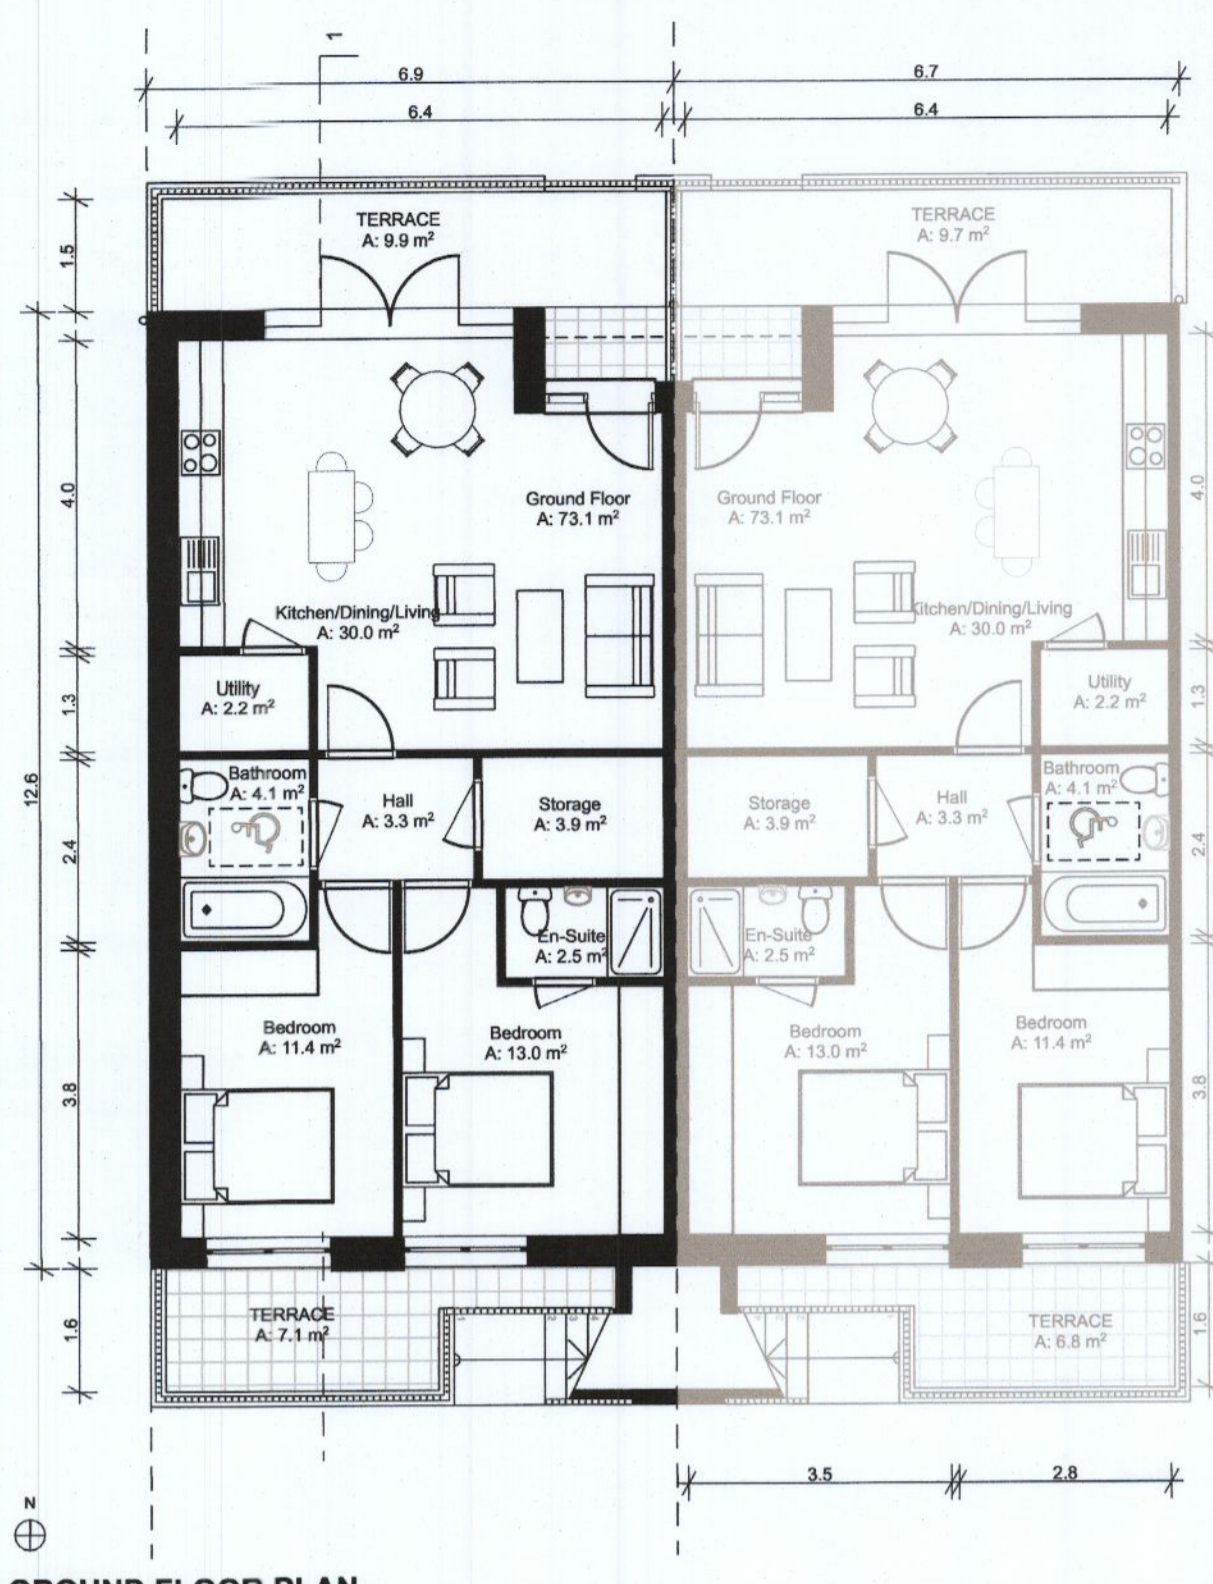 1
6.9
6.7
6.4
6.4
TERRACE
A: 9.9 m²
TERRACE
A: 9.7 m²
1.5
4.0
4.0
Ground Floor
A: 73.1 m²
Ground Floor
A: 73.1 m²
Kitchen/Dining/Living
A: 30.0 m²
Kitchen/Dining/Living
A: 30.0 m²
Utility
A: 2.2 m²
Utility
A: 2.2 m²
1.3
1.3
12.6
Bathroom
A: 4.1 m²
Hall
A: 3.3 m²
Storage
A: 3.9 m²
Storage
A: 3.9 m²
Hall
A: 3.3 m²
Bathroom
A: 4.1 m²
2.4
2.4
En-Suite
A: 2.5 m²
En-Suite
A: 2.5 m²
Bedroom
A: 11.4 m²
Bedroom
A: 13.0 m²
Bedroom
A: 13.0 m²
Bedroom
A: 11.4 m²
3.8
3.8
TERRACE
A: 7.1 m²
TERRACE
A: 6.8 m²
1.6
1.6
3.5
2.8
N
GROUND FLOOR PLAN